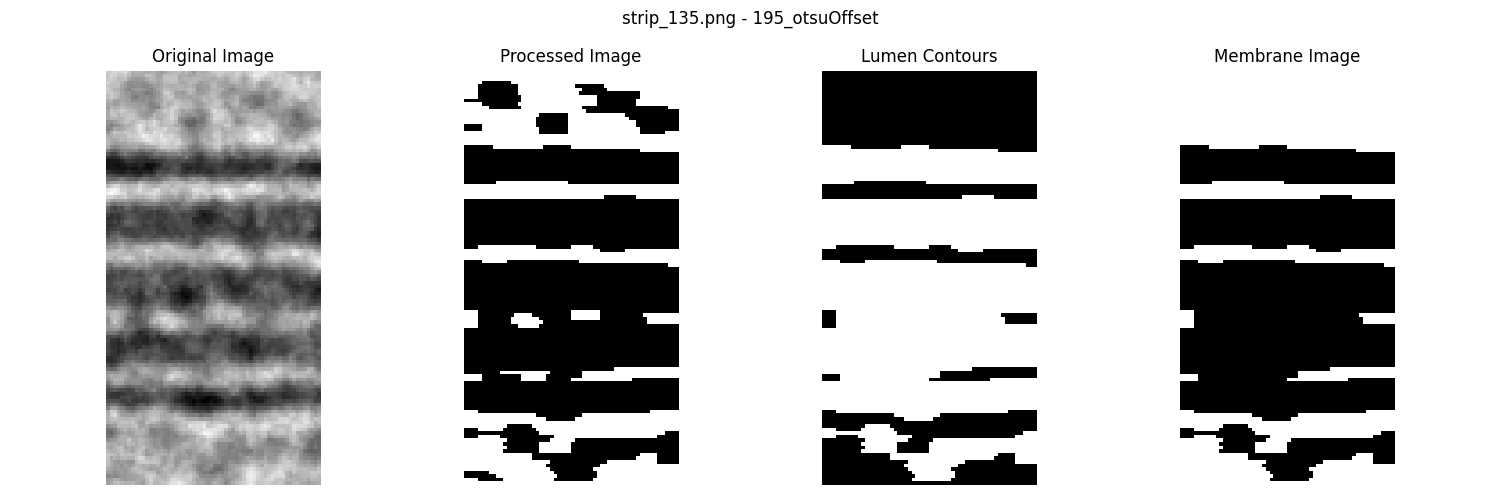 strip_135.png - 195_otsuOffset
Original Image
Processed Image
Lumen Contours
Membrane Image